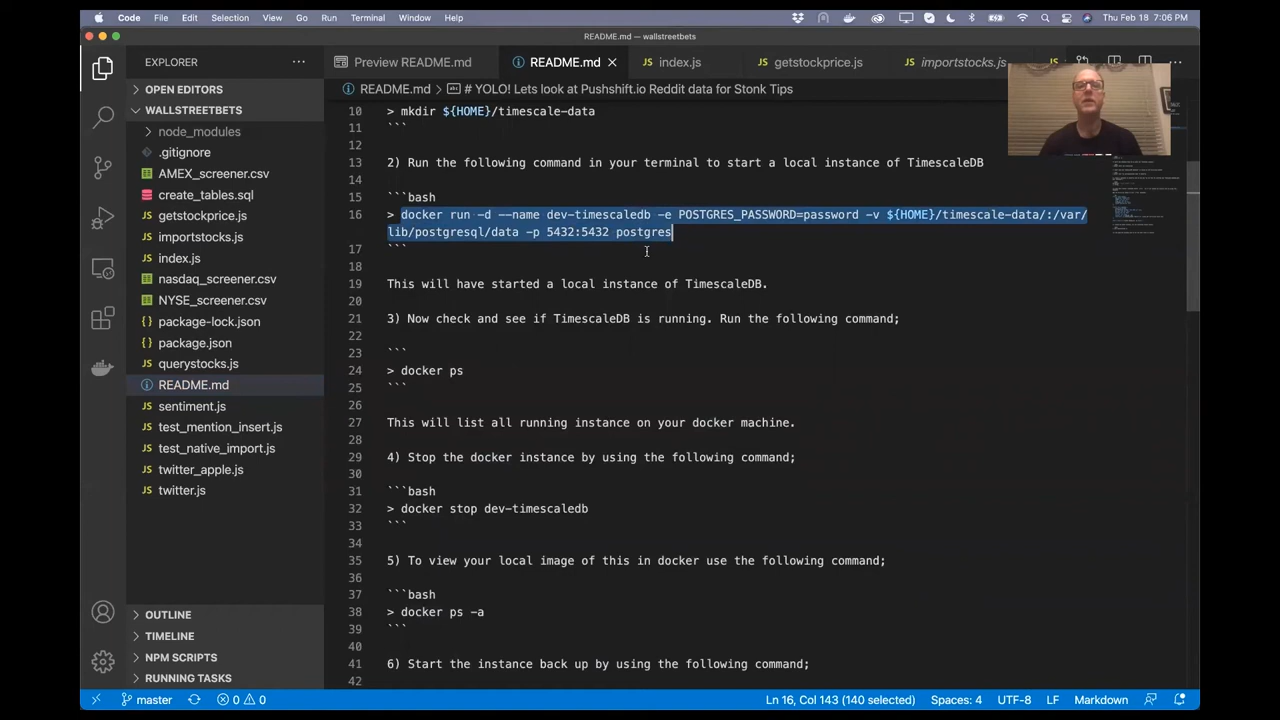 Code File Edit Selection View Go Run Terminal Window Help Thu Feb 18 7:06 PM
README.md — wallstreetbets
EXPLORER
Preview README.md README.md index.js getstockprice.js importstocks.js
OPEN EDITORS
WALLSTREETBETS
node_modules
.gitignore
AMEX_screener.csv
create_tables.sql
getstockprice.js
importstocks.js
index.js
nasdaq_screener.csv
NYSE_screener.csv
package-lock.json
package.json
querystocks.js
README.md
sentiment.js
test_mention_insert.js
test_native_import.js
twitter_apple.js
twitter.js
OUTLINE
TIMELINE
NPM SCRIPTS
RUNNING TASKS
README.md > # YOLO! Lets look at Pushshift.io Reddit data for Stonk Tips
10 > mkdir ${HOME}/timescale-data
11 ```
12
13 2) Run the following command in your terminal to start a local instance of TimescaleDB
14
15 ```bash
16 > docker run -d --name dev-timescaledb -e POSTGRES_PASSWORD=password -v ${HOME}/timescale-data/:/var/
lib/postgresql/data -p 5432:5432 postgres
17 ```
18
19 This will have started a local instance of TimescaleDB.
20
21 3) Now check and see if TimescaleDB is running. Run the following command;
22
23 ```
24 > docker ps
25 ```
26
27 This will list all running instance on your docker machine.
28
29 4) Stop the docker instance by using the following command;
30
31 ```bash
32 > docker stop dev-timescaledb
33 ```
34
35 5) To view your local image of this in docker use the following command;
36
37 ```bash
38 > docker ps -a
39 ```
40
41 6) Start the instance back up by using the following command;
42
master 0 0 Ln 16, Col 143 (140 selected) Spaces: 4 UTF-8 LF Markdown